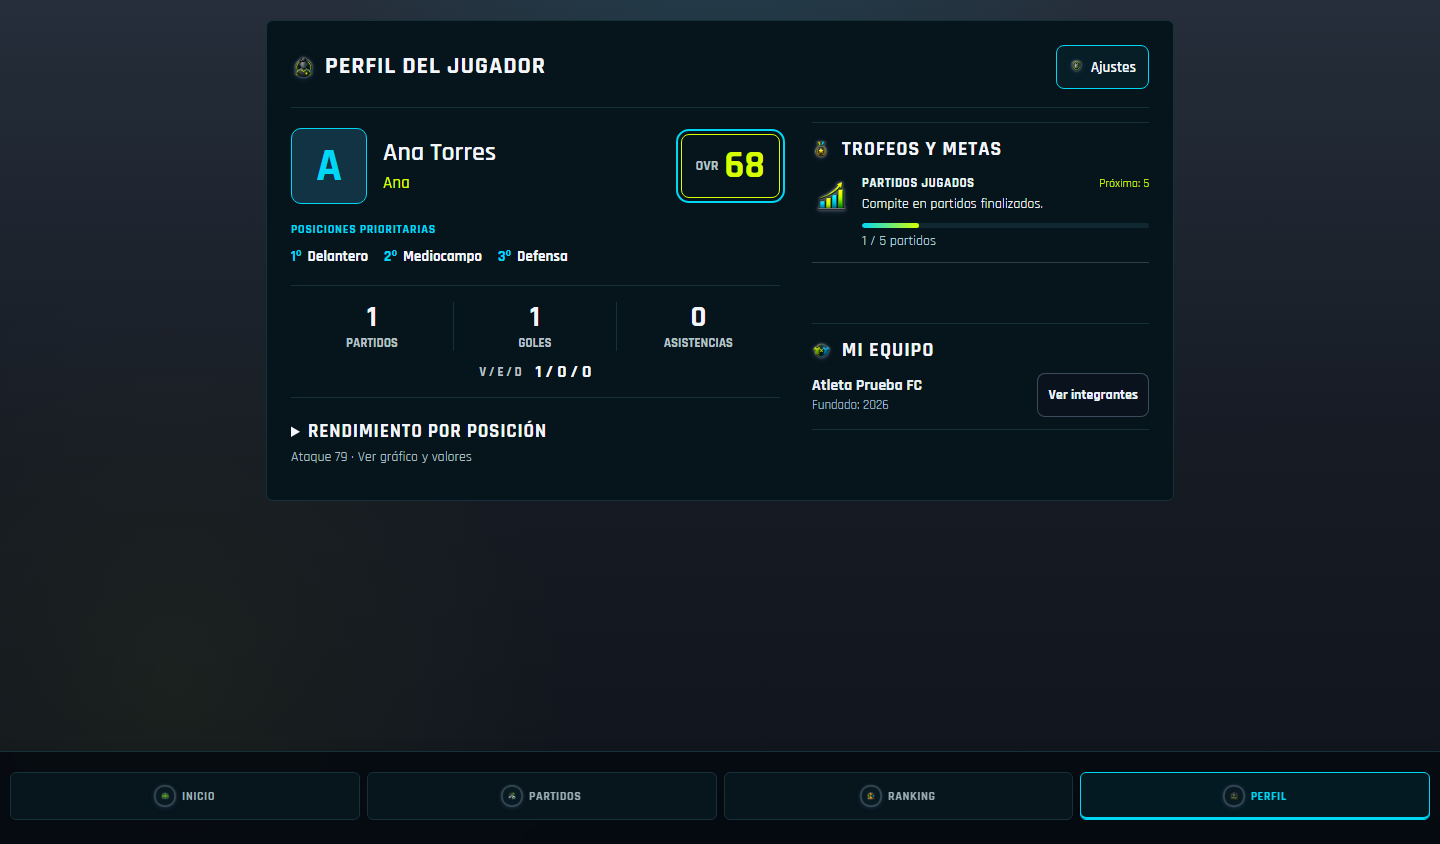 PERFIL DEL JUGADOR
Ajustes
A
Ana Torres
Ana
OVR 68
POSICIONES PRIORITARIAS
1º Delantero 2º Mediocampo 3º Defensa
1
PARTIDOS
1
GOLES
0
ASISTENCIAS
V/E/D 1/0/0
RENDIMIENTO POR POSICIÓN
Ataque 79 · Ver gráfico y valores
TROFEOS Y METAS
PARTIDOS JUGADOS
Próxima: 5
Compite en partidos finalizados.
1 / 5 partidos
MI EQUIPO
Atleta Prueba FC
Fundado: 2026
Ver integrantes
INICIO
PARTIDOS
RANKING
PERFIL